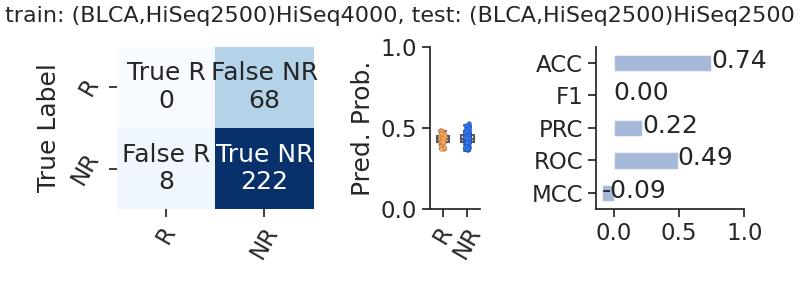 train: (BLCA,HiSeq2500)HiSeq4000, test: (BLCA,HiSeq2500)HiSeq2500
True Label
R
NR
True R
0
False NR
68
False R
8
True NR
222
R
NR
Pred. Prob.
1.0
0.5
0.0
R
NR
ACC
F1
PRC
ROC
MCC
0.74
0.00
0.22
0.49
-0.09
0.0
0.5
1.0